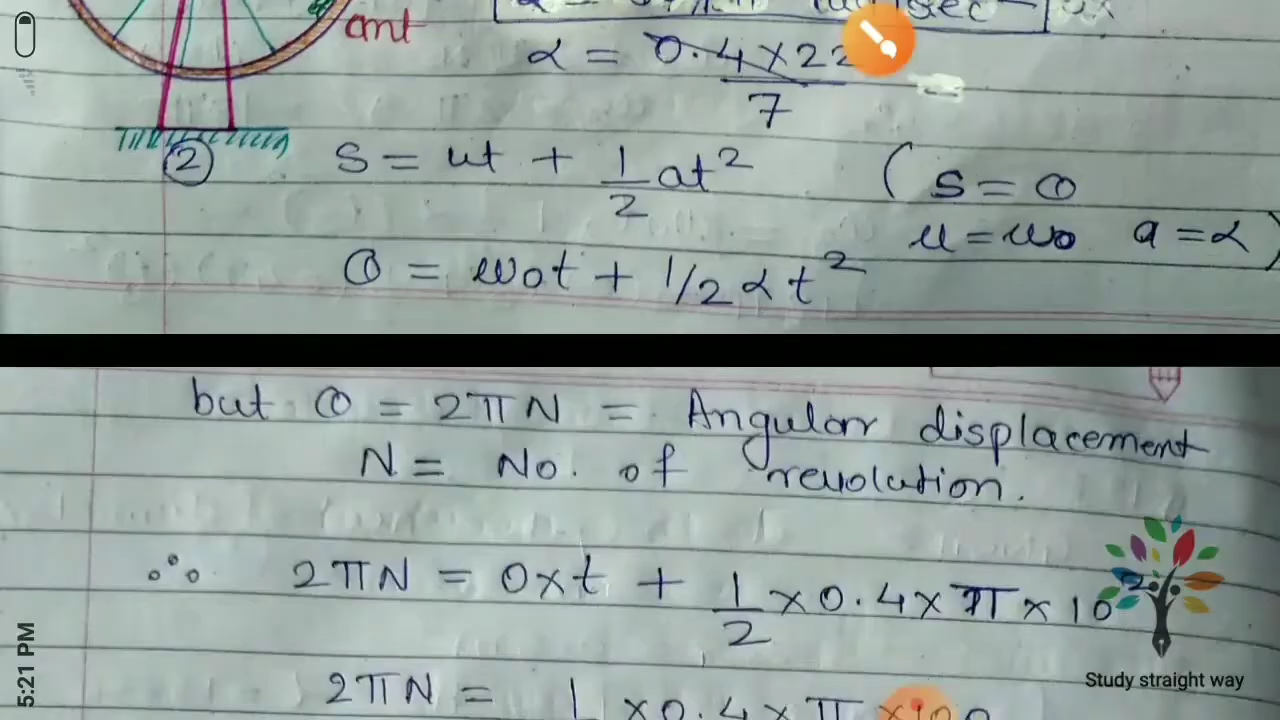 ant
α = 0.4×22
7
②
S = ut + 1/2 at² ( S = θ
u = ω₀ a = α )
θ = ω₀t + 1/2 αt²
but θ = 2πN = Angular displacement
N = No. of revolution.
∴ 2πN = 0×t + 1/2 × 0.4 × π × 10²
2πN = 1 × 0.4 × π × 100
Study straight way
5:21 PM